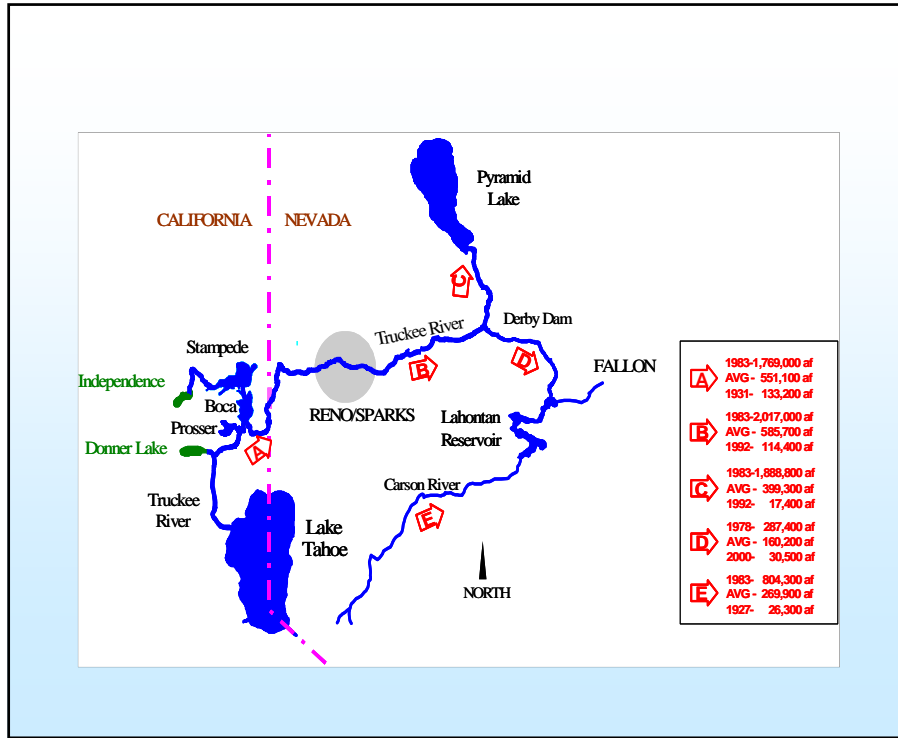 Pyramid
Lake
CALIFORNIA
NEVADA
C
Truckee River
Derby Dam
Stampede
D
Independence
B
FALLON
Boca
RENO/SPARKS
Lahontan
Reservoir
Prosser
Donner Lake
A
Carson River
Truckee
River
E
Lake
Tahoe
NORTH
A
1983-1,769,000 af
AVG - 551,100 af
1931- 133,200 af
B
1983-2,017,000 af
AVG - 585,700 af
1992- 114,400 af
C
1983-1,888,800 af
AVG - 399,300 af
1992- 17,400 af
D
1978- 287,400 af
AVG - 160,200 af
2000- 30,500 af
E
1983- 804,300 af
AVG - 269,900 af
1927- 26,300 af